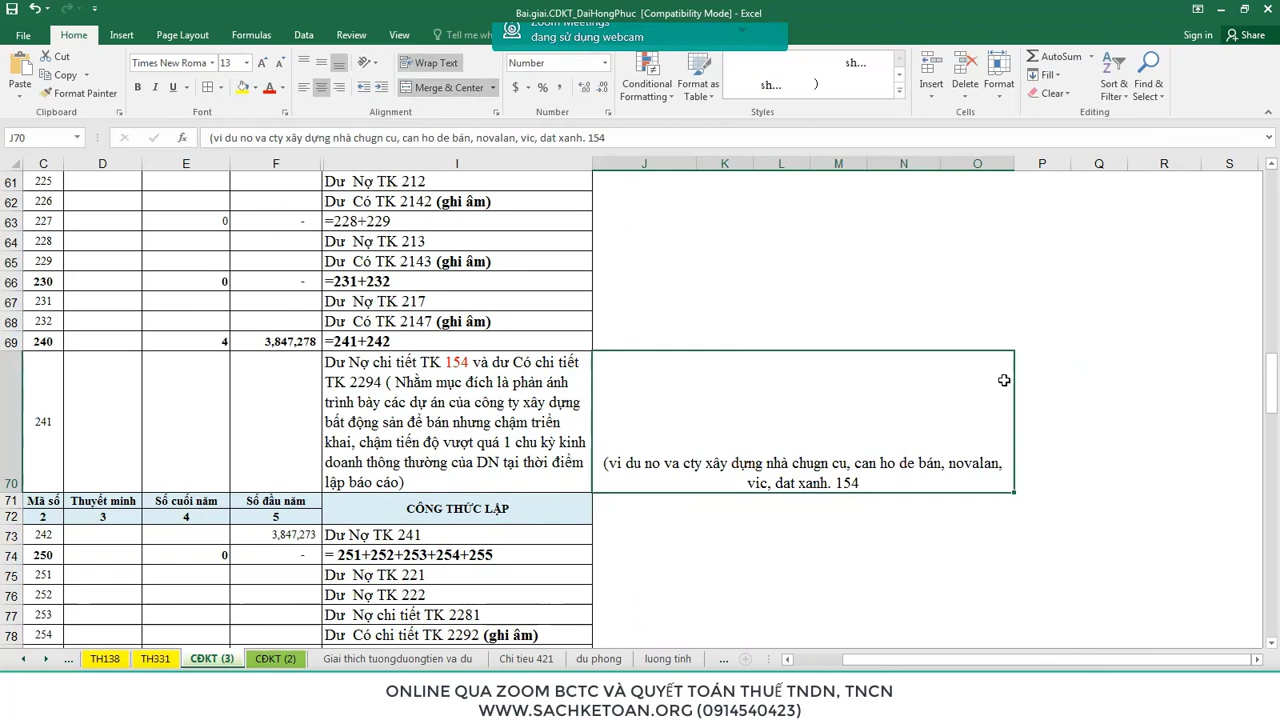 Bai.giai.CDKT_DaiHongPhuc [Compatibility Mode] - Excel
Zoom Meetings
đang sử dụng webcam
File Home Insert Page Layout Formulas Data Review View Tell me Sign in Share
Cut
Copy
Format Painter
Paste
Clipboard
Times New Roma 13
B I U
Font
Wrap Text
Merge & Center
Alignment
Number
$ % ,
Number
Conditional Formatting
Format as Table
sh...
sh... )
Styles
Insert Delete Format
Cells
AutoSum
Fill
Clear
Sort & Filter
Find & Select
Editing
J70 fx (vi du no va cty xây dựng nhà chugn cu, can ho de bán, novalan, vic, dat xanh. 154
C D E F I J K L M N O P Q R S
61 225 Dư Nợ TK 212
62 226 Dư Có TK 2142 (ghi âm)
63 227 0 - =228+229
64 228 Dư Nợ TK 213
65 229 Dư Có TK 2143 (ghi âm)
66 230 0 - =231+232
67 231 Dư Nợ TK 217
68 232 Dư Có TK 2147 (ghi âm)
69 240 4 3,847,278 =241+242
Dư Nợ chi tiết TK 154 và dư Có chi tiết
TK 2294 ( Nhằm mục đích là phản ánh
trình bày các dự án của công ty xây dựng
241 bất động sản để bán nhưng chậm triển
khai, chậm tiến độ vượt quá 1 chu kỳ kinh
doanh thông thường của DN tại thời điểm
70 lập báo cáo)
(vi du no va cty xây dựng nhà chugn cu, can ho de bán, novalan,
vic, dat xanh. 154
71 Mã số Thuyết minh Số cuối năm Số đầu năm CÔNG THỨC LẬP
72 2 3 4 5
73 242 3,847,273 Dư Nợ TK 241
74 250 0 - = 251+252+253+254+255
75 251 Dư Nợ TK 221
76 252 Dư Nợ TK 222
77 253 Dư Nợ chi tiết TK 2281
78 254 Dư Có chi tiết TK 2292 (ghi âm)
... TH138 TH331 CĐKT (3) CĐKT (2) Giai thich tuongduongtien va du Chi tieu 421 du phong luong tinh ...
ONLINE QUA ZOOM BCTC VÀ QUYẾT TOÁN THUẾ TNDN, TNCN
WWW.SACHKETOAN.ORG (0914540423)